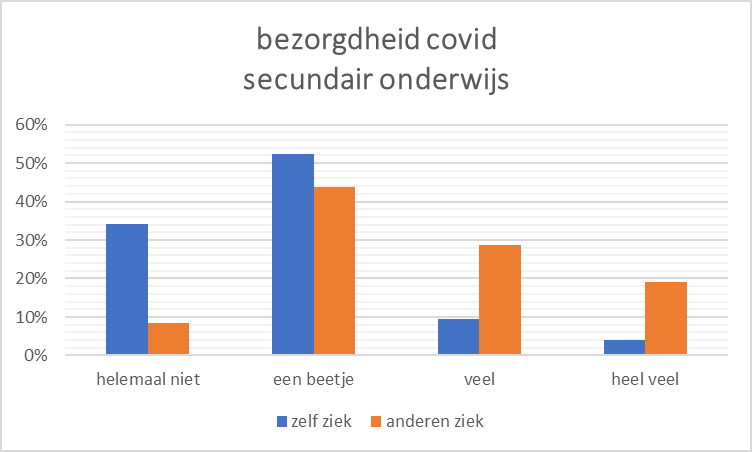 bezorgdheid covid
secundair onderwijs
60%
50%
40%
30%
20%
10%
0%
helemaal niet een beetje veel heel veel
zelf ziek anderen ziek